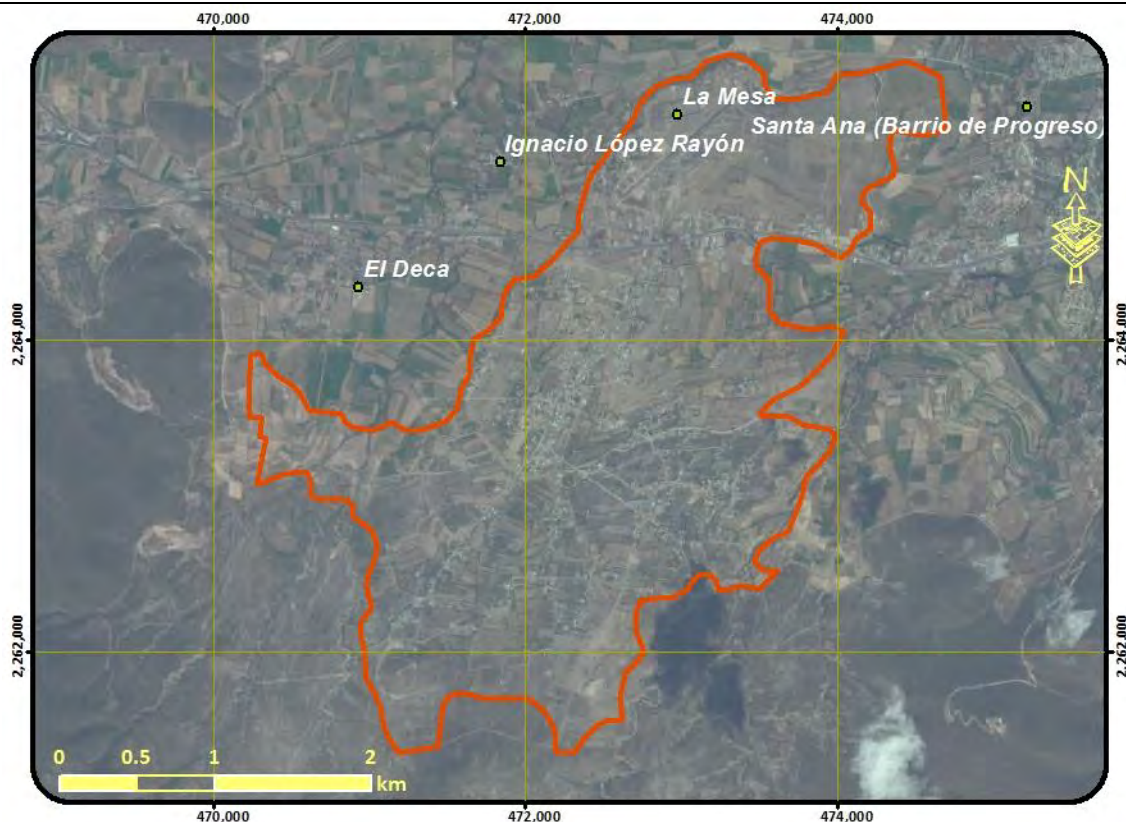 470,000 472,000 474,000
La Mesa
Santa Ana (Barrio de Progreso)
Ignacio López Rayón
N
El Deca
2,264,000 2,264,000
2,262,000 2,262,000
0 0.5 1 2
km
470,000 472,000 474,000